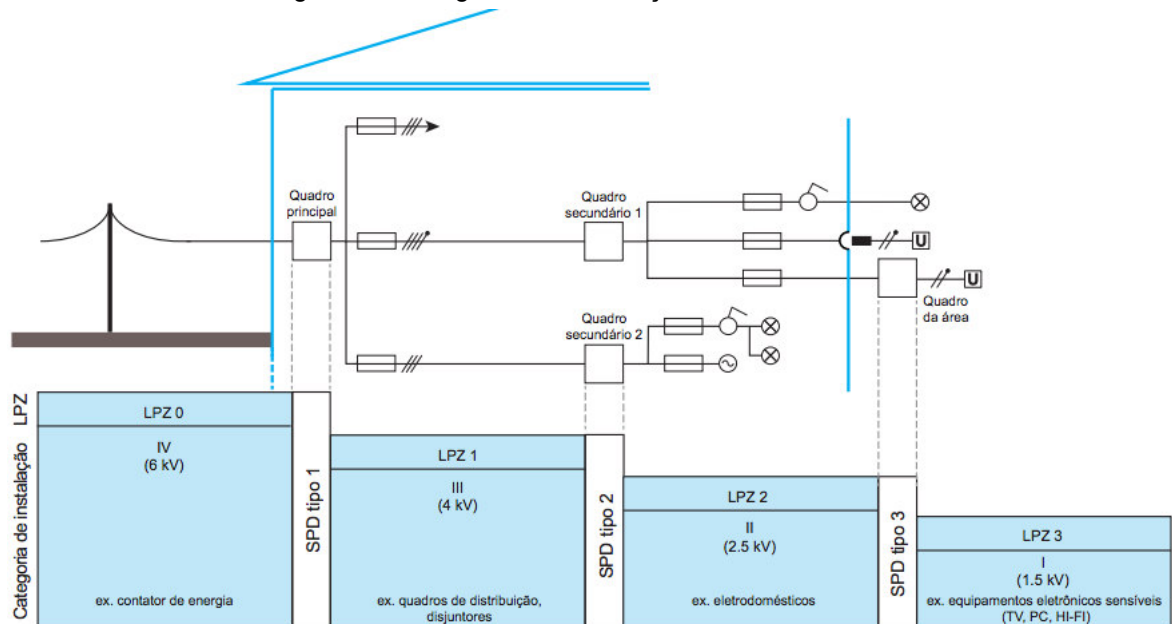 Quadro
principal
Quadro
secundário 1
U
U
Quadro
da área
Quadro
secundário 2
Categoria de instalação LPZ
LPZ 0
IV
(6 kV)
ex. contator de energia
SPD tipo 1
LPZ 1
III
(4 kV)
ex. quadros de distribuição,
disjuntores
SPD tipo 2
LPZ 2
II
(2.5 kV)
ex. eletrodomésticos
SPD tipo 3
LPZ 3
I
(1.5 kV)
ex. equipamentos eletrônicos sensíveis
(TV, PC, HI-FI)